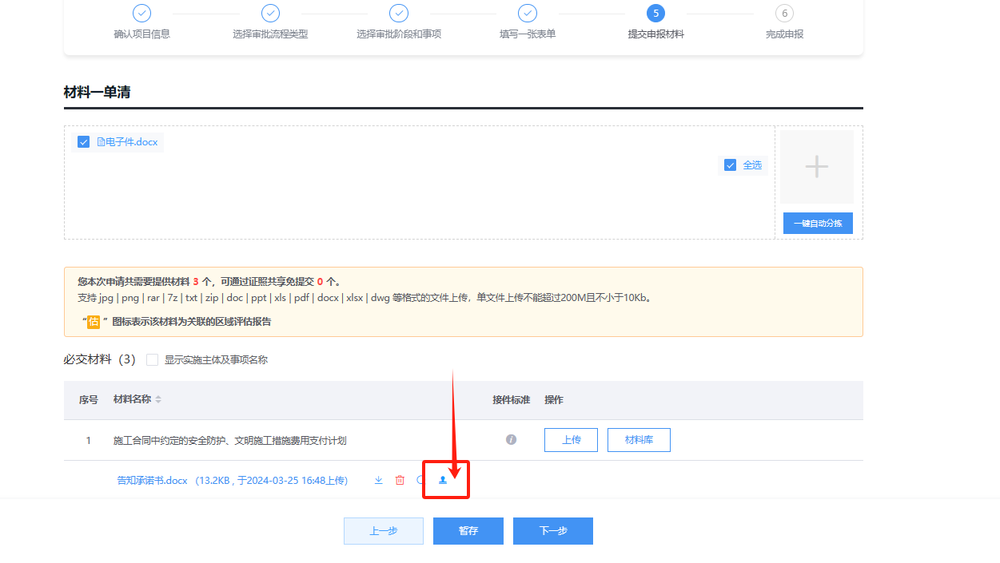 5
6
确认项目信息
选择审批流程类型
选择审批阶段和事项
填写一张表单
提交申报材料
完成申报
材料一单清
电子件.docx
全选
一键自动分拣
您本次申请共需要提供材料 3 个，可通过证照共享免提交 0 个。
支持 jpg | png | rar | 7z | txt | zip | doc | ppt | xls | pdf | docx | xlsx | dwg 等格式的文件上传，单文件上传不能超过200M且不小于10Kb。
“估” 图标表示该材料为关联的区域评估报告
必交材料（3） 显示实施主体及事项名称
序号 材料名称 接件标准 操作
1 施工合同中约定的安全防护、文明施工措施费用支付计划 上传 材料库
告知承诺书.docx （13.2KB , 于2024-03-25 16:48上传）
上一步 暂存 下一步